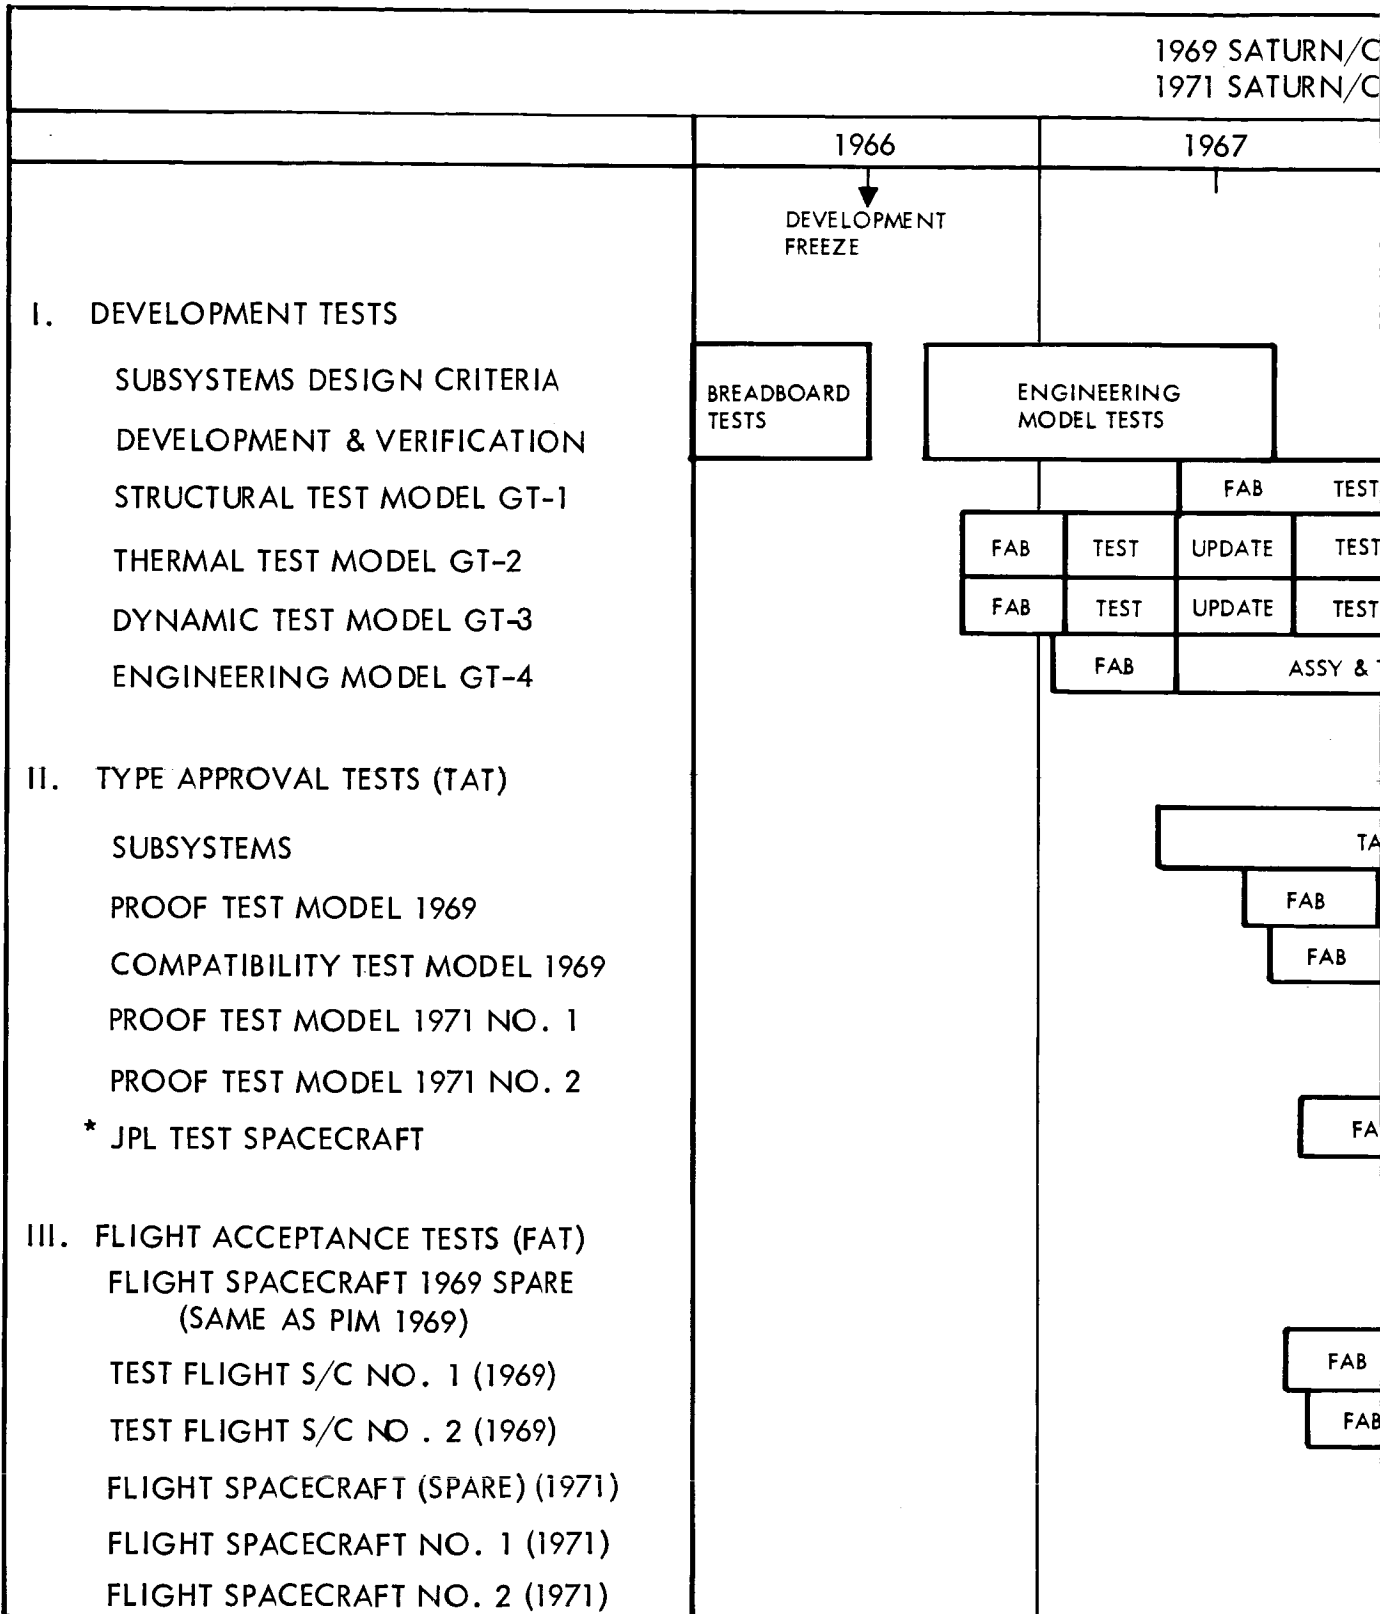 1969 SATURN/C
1971 SATURN/C
1966 1967
DEVELOPMENT
FREEZE
I. DEVELOPMENT TESTS
SUBSYSTEMS DESIGN CRITERIA
DEVELOPMENT & VERIFICATION
BREADBOARD
TESTS
ENGINEERING
MODEL TESTS
STRUCTURAL TEST MODEL GT-1 FAB TEST
THERMAL TEST MODEL GT-2 FAB TEST UPDATE TEST
DYNAMIC TEST MODEL GT-3 FAB TEST UPDATE TEST
ENGINEERING MODEL GT-4 FAB ASSY &
II. TYPE APPROVAL TESTS (TAT)
SUBSYSTEMS TA
PROOF TEST MODEL 1969 FAB
COMPATIBILITY TEST MODEL 1969 FAB
PROOF TEST MODEL 1971 NO. 1
PROOF TEST MODEL 1971 NO. 2
* JPL TEST SPACECRAFT FA
III. FLIGHT ACCEPTANCE TESTS (FAT)
FLIGHT SPACECRAFT 1969 SPARE
(SAME AS PIM 1969)
TEST FLIGHT S/C NO. 1 (1969) FAB
TEST FLIGHT S/C NO. 2 (1969) FAB
FLIGHT SPACECRAFT (SPARE) (1971)
FLIGHT SPACECRAFT NO. 1 (1971)
FLIGHT SPACECRAFT NO. 2 (1971)